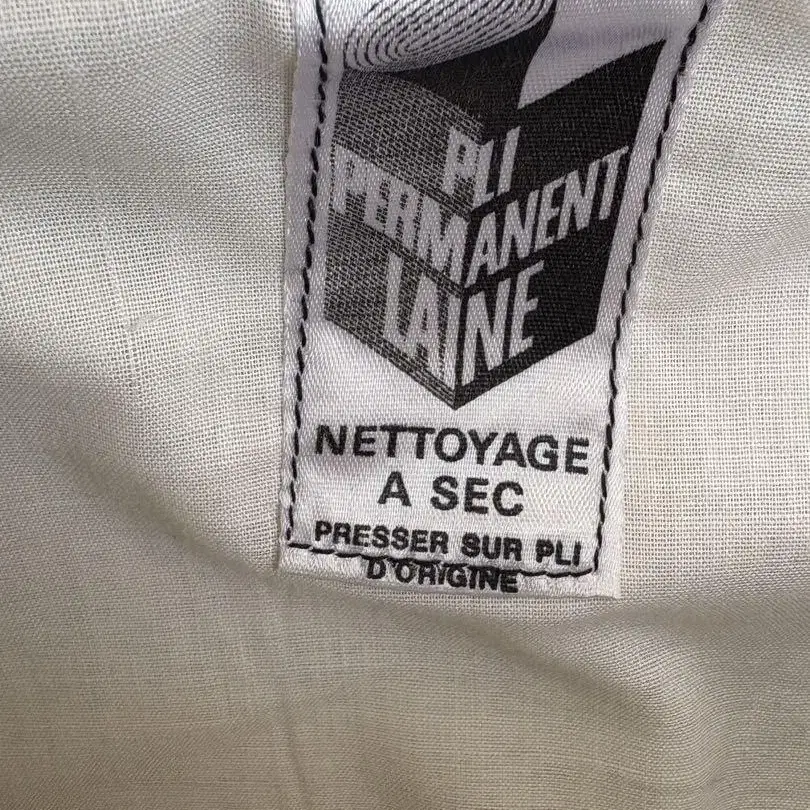 PLI
PERMANENT
LAINE
NETTOYAGE
A SEC
PRESSER SUR PLI
D'ORIGINE